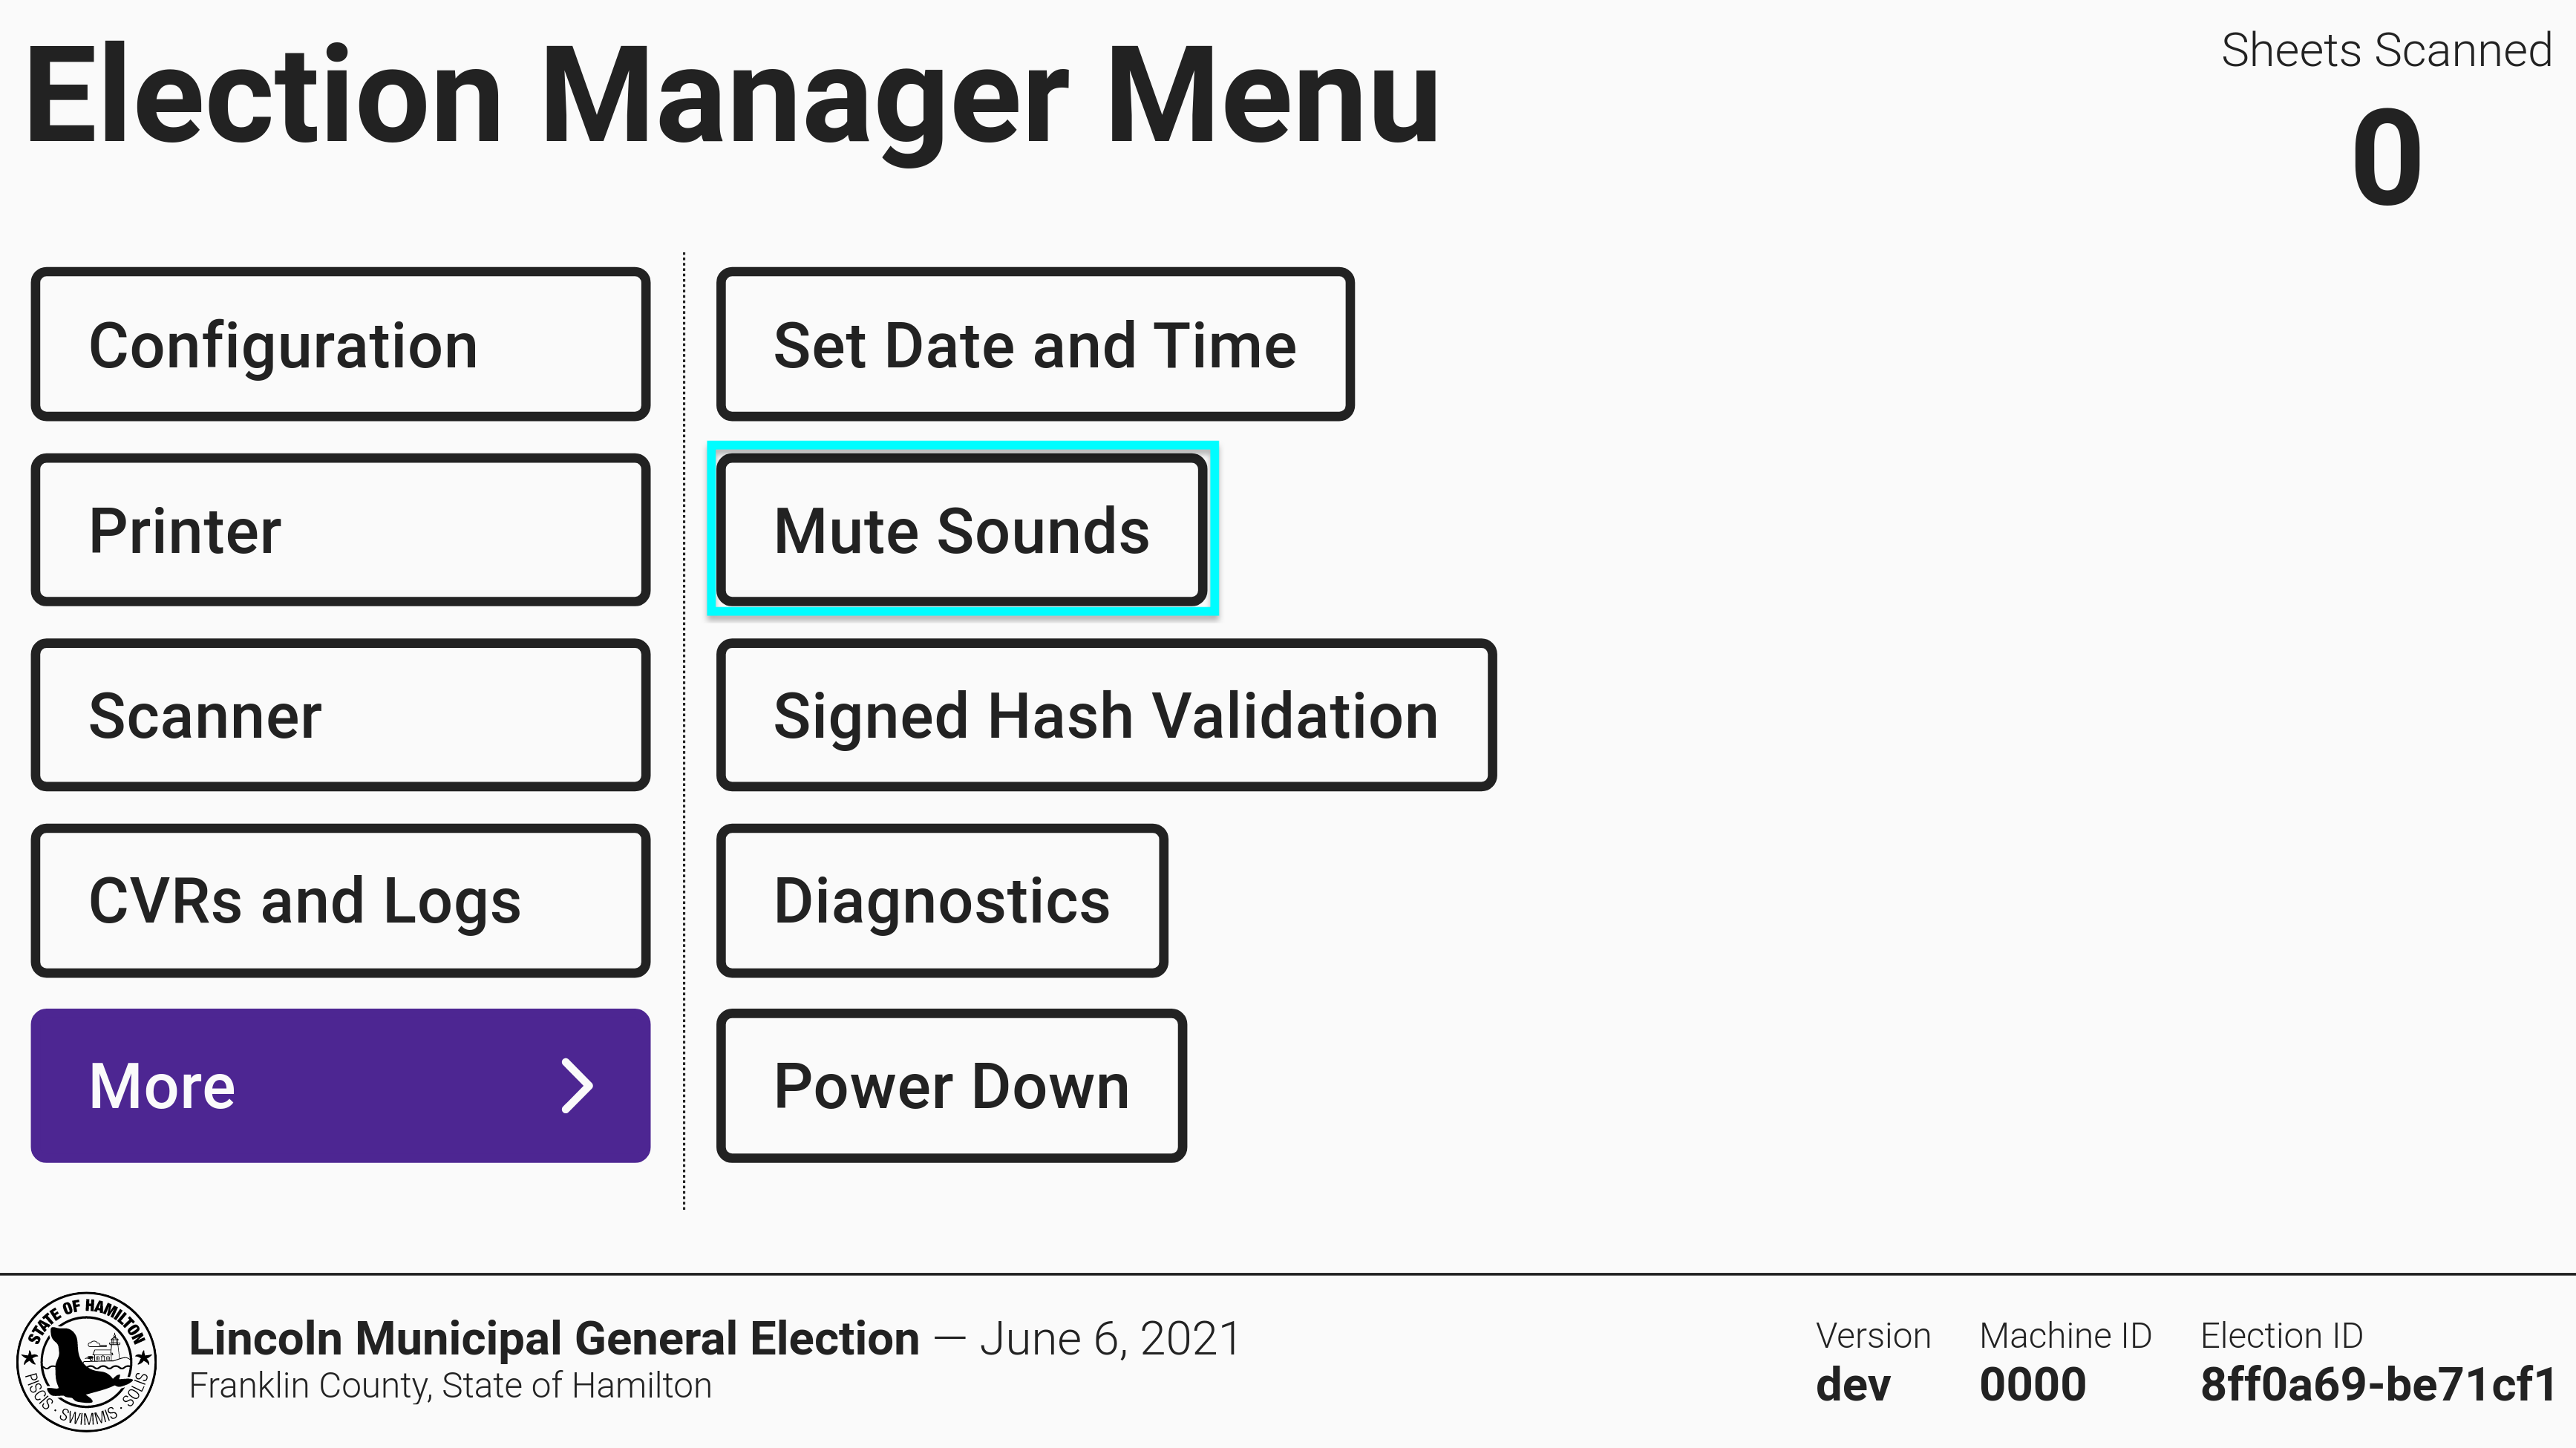 Election Manager Menu
Sheets Scanned
0
Configuration
Printer
Scanner
CVRs and Logs
More
Set Date and Time
Mute Sounds
Signed Hash Validation
Diagnostics
Power Down
STATE OF HAMILTON
PISCIS · SWIMMIS · SOLIS
Lincoln Municipal General Election — June 6, 2021
Franklin County, State of Hamilton
Version
dev
Machine ID
0000
Election ID
8ff0a69-be71cf1